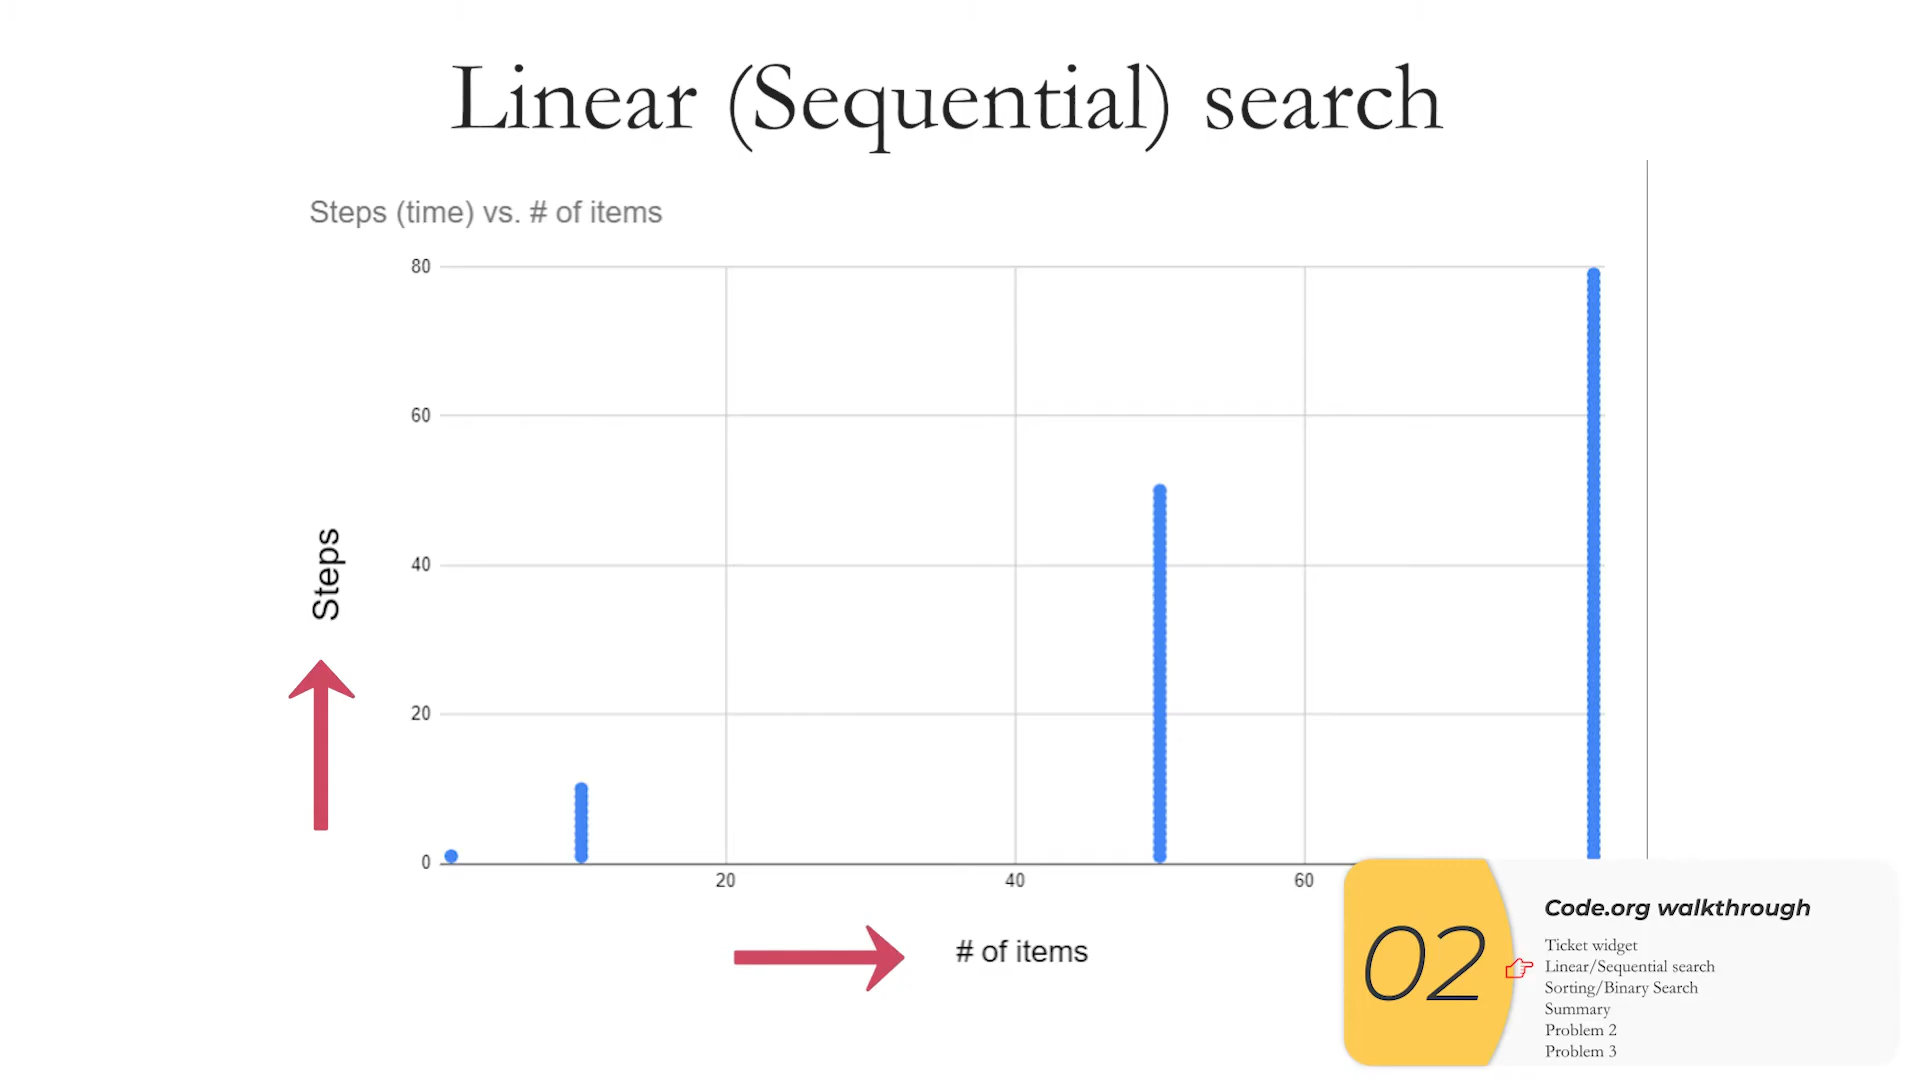 Linear (Sequential) search
Steps (time) vs. # of items
80
60
40
20
0
Steps
20
40
60
# of items
02
Code.org walkthrough
Ticket widget
Linear/Sequential search
Sorting/Binary Search
Summary
Problem 2
Problem 3